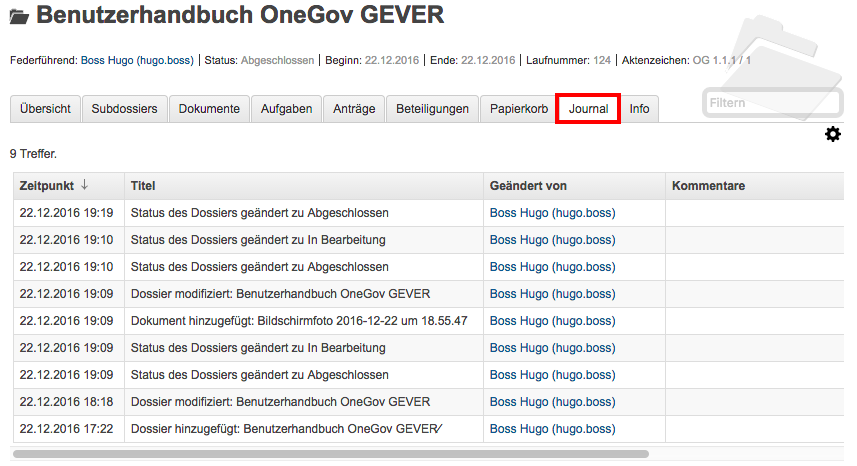 Benutzerhandbuch OneGov GEVER
Federführend: Boss Hugo (hugo.boss) | Status: Abgeschlossen | Beginn: 22.12.2016 | Ende: 22.12.2016 | Laufnummer: 124 | Aktenzeichen: OG 1.1.1 / 1
Übersicht Subdossiers Dokumente Aufgaben Anträge Beteiligungen Papierkorb Journal Info Filtern
9 Treffer.
Zeitpunkt ↓ Titel Geändert von Kommentare
22.12.2016 19:19 Status des Dossiers geändert zu Abgeschlossen Boss Hugo (hugo.boss)
22.12.2016 19:10 Status des Dossiers geändert zu In Bearbeitung Boss Hugo (hugo.boss)
22.12.2016 19:10 Status des Dossiers geändert zu Abgeschlossen Boss Hugo (hugo.boss)
22.12.2016 19:09 Dossier modifiziert: Benutzerhandbuch OneGov GEVER Boss Hugo (hugo.boss)
22.12.2016 19:09 Dokument hinzugefügt: Bildschirmfoto 2016-12-22 um 18.55.47 Boss Hugo (hugo.boss)
22.12.2016 19:09 Status des Dossiers geändert zu In Bearbeitung Boss Hugo (hugo.boss)
22.12.2016 19:09 Status des Dossiers geändert zu Abgeschlossen Boss Hugo (hugo.boss)
22.12.2016 18:18 Dossier modifiziert: Benutzerhandbuch OneGov GEVER Boss Hugo (hugo.boss)
22.12.2016 17:22 Dossier hinzugefügt: Benutzerhandbuch OneGov GEVER⁄ Boss Hugo (hugo.boss)